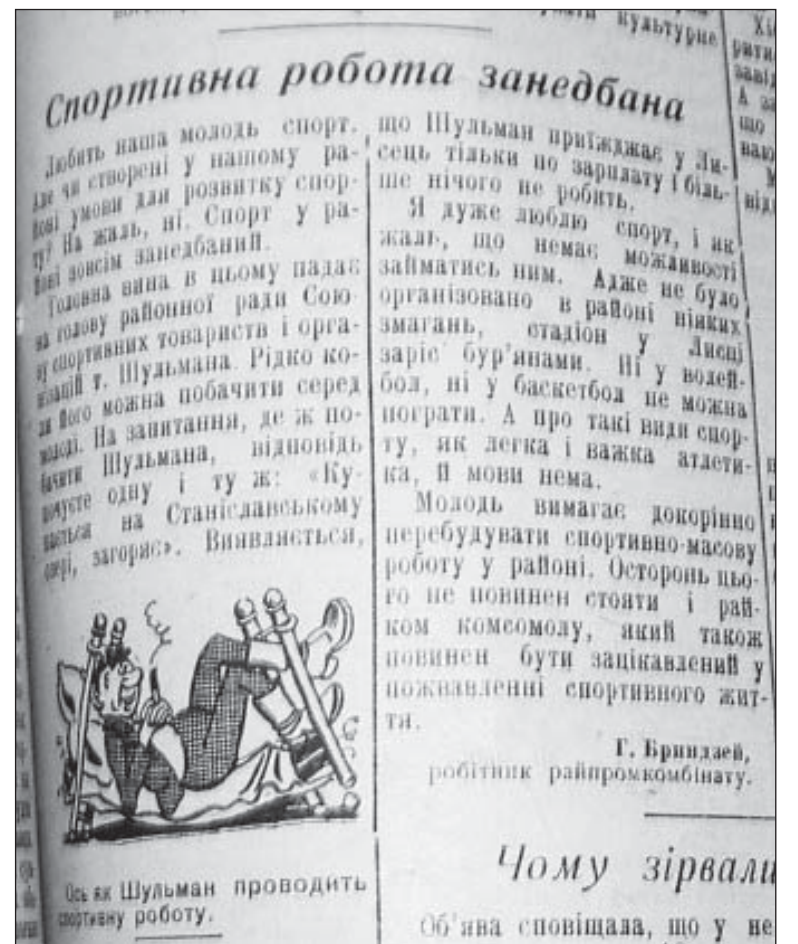 культурне
Спортивна робота занедбана
Любить наша молодь спорт.
Але чи створені у нашому ра-
йоні умови для розвитку спор-
ту? На жаль, ні. Спорт у ра-
йоні зовсім занедбаний.
Головна вина в цьому падає
на голову районної ради Сою-
зу спортивних товариств і орга-
нізацій т. Шульмана. Рідко ко-
ли його можна побачити серед
молоді. На запитання, де ж по-
бачити Шульмана, відповідь
почуєте одну і ту ж: «Ку-
пається на Станіславському
озері, загоряє». Виявляється,
Ось як Шульман проводить
спортивну роботу.
що Шульман приїжджає у Ли-
сець тільки по зарплату і біль-
ше нічого не робить.
Я дуже люблю спорт, і як
жаль, що немає можливості
займатись ним. Адже не було
організовано в районі ніяких
змагань, стадіон у Лисці
заріс бур'янами. Ні у волей-
бол, ні у баскетбол не можна
пограти. А про такі види спор-
ту, як легка і важка атлети-
ка, й мови нема.
Молодь вимагає докорінно
перебудувати спортивно-масову
роботу у районі. Осторонь цьо-
го не повинен стояти і рай-
ком комсомолу, який також
повинен бути зацікавлений у
пожвавленні спортивного жит-
тя.
Г. Бриндзей,
робітник райпромкомбінату.
Чому зірвали
Об'ява сповіщала, що у не